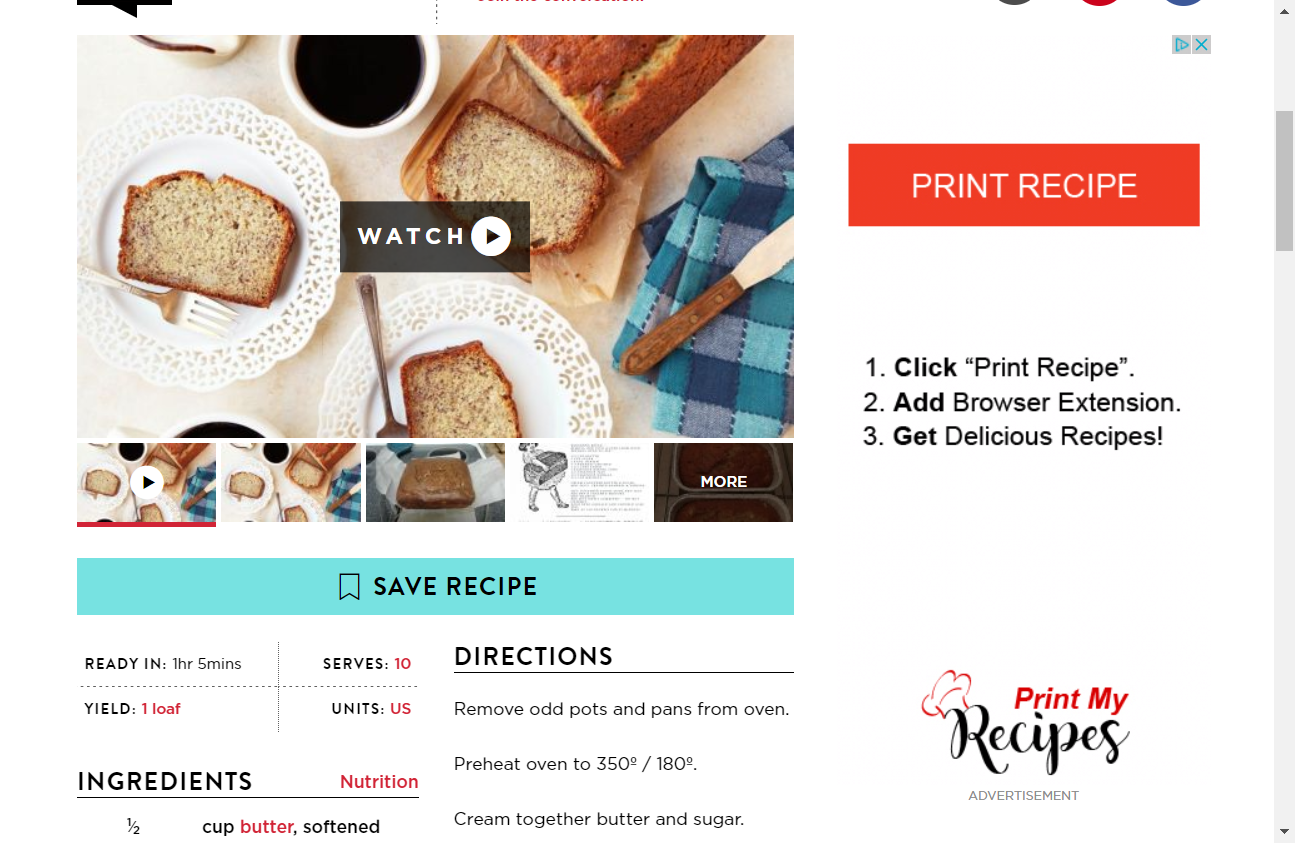 WATCH
MORE
SAVE RECIPE
READY IN: 1hr 5mins
SERVES: 10
YIELD: 1 loaf
UNITS: US
INGREDIENTS
Nutrition
½ cup butter, softened
DIRECTIONS
Remove odd pots and pans from oven.
Preheat oven to 350º / 180º.
Cream together butter and sugar.
PRINT RECIPE
1. Click “Print Recipe”.
2. Add Browser Extension.
3. Get Delicious Recipes!
Print My
Recipes
ADVERTISEMENT